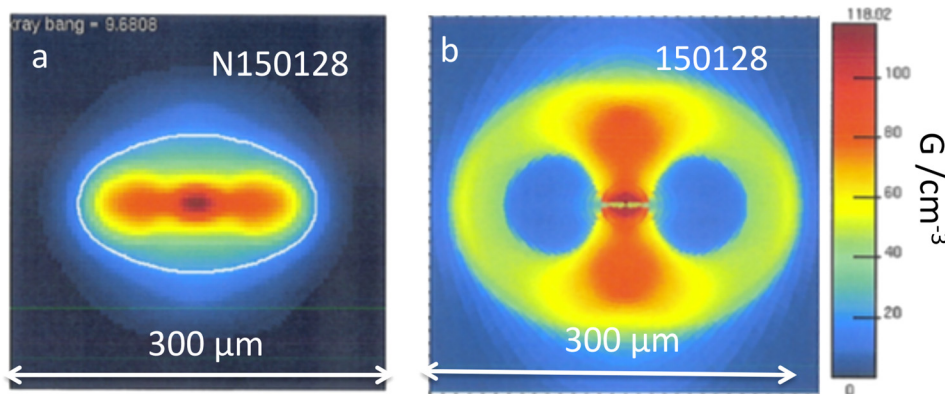 xray bang = 9.6808
a
N150128
300 µm
b
150128
300 µm
118.02
100
80
60
40
20
0
G /cm⁻³